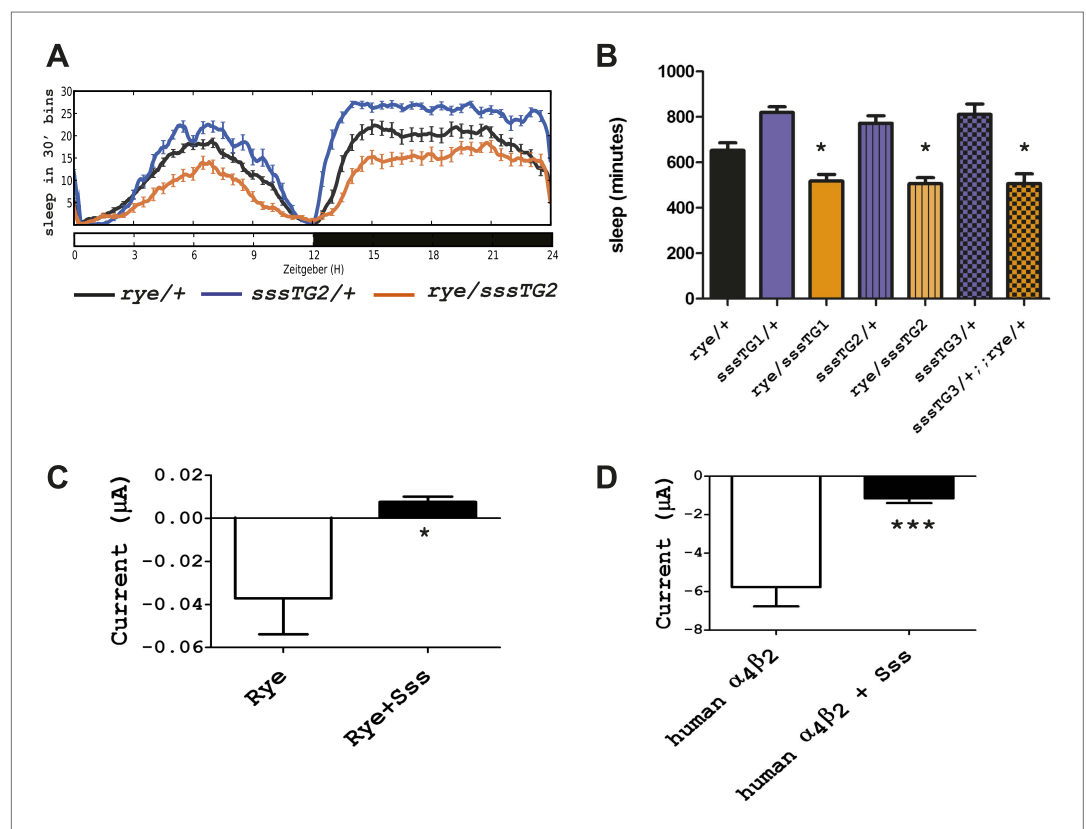 A
sleep in 30' bins
30
25
20
15
10
5
0 3 6 9 12 15 18 21 24
Zeitgeber (H)
rye/+ sssTG2/+ rye/sssTG2
B
sleep (minutes)
1000
800
600
400
200
0
* * *
rye/+
sssTG1/+
rye/sssTG1
sssTG2/+
rye/sssTG2
sssTG3/+
sssTG3/+;;rye/+
C
Current (µA)
0.02
0.00
-0.02
-0.04
-0.06
*
Rye
Rye+Sss
D
Current (µA)
0
-2
-4
-6
-8
***
human α4β2
human α4β2 + Sss